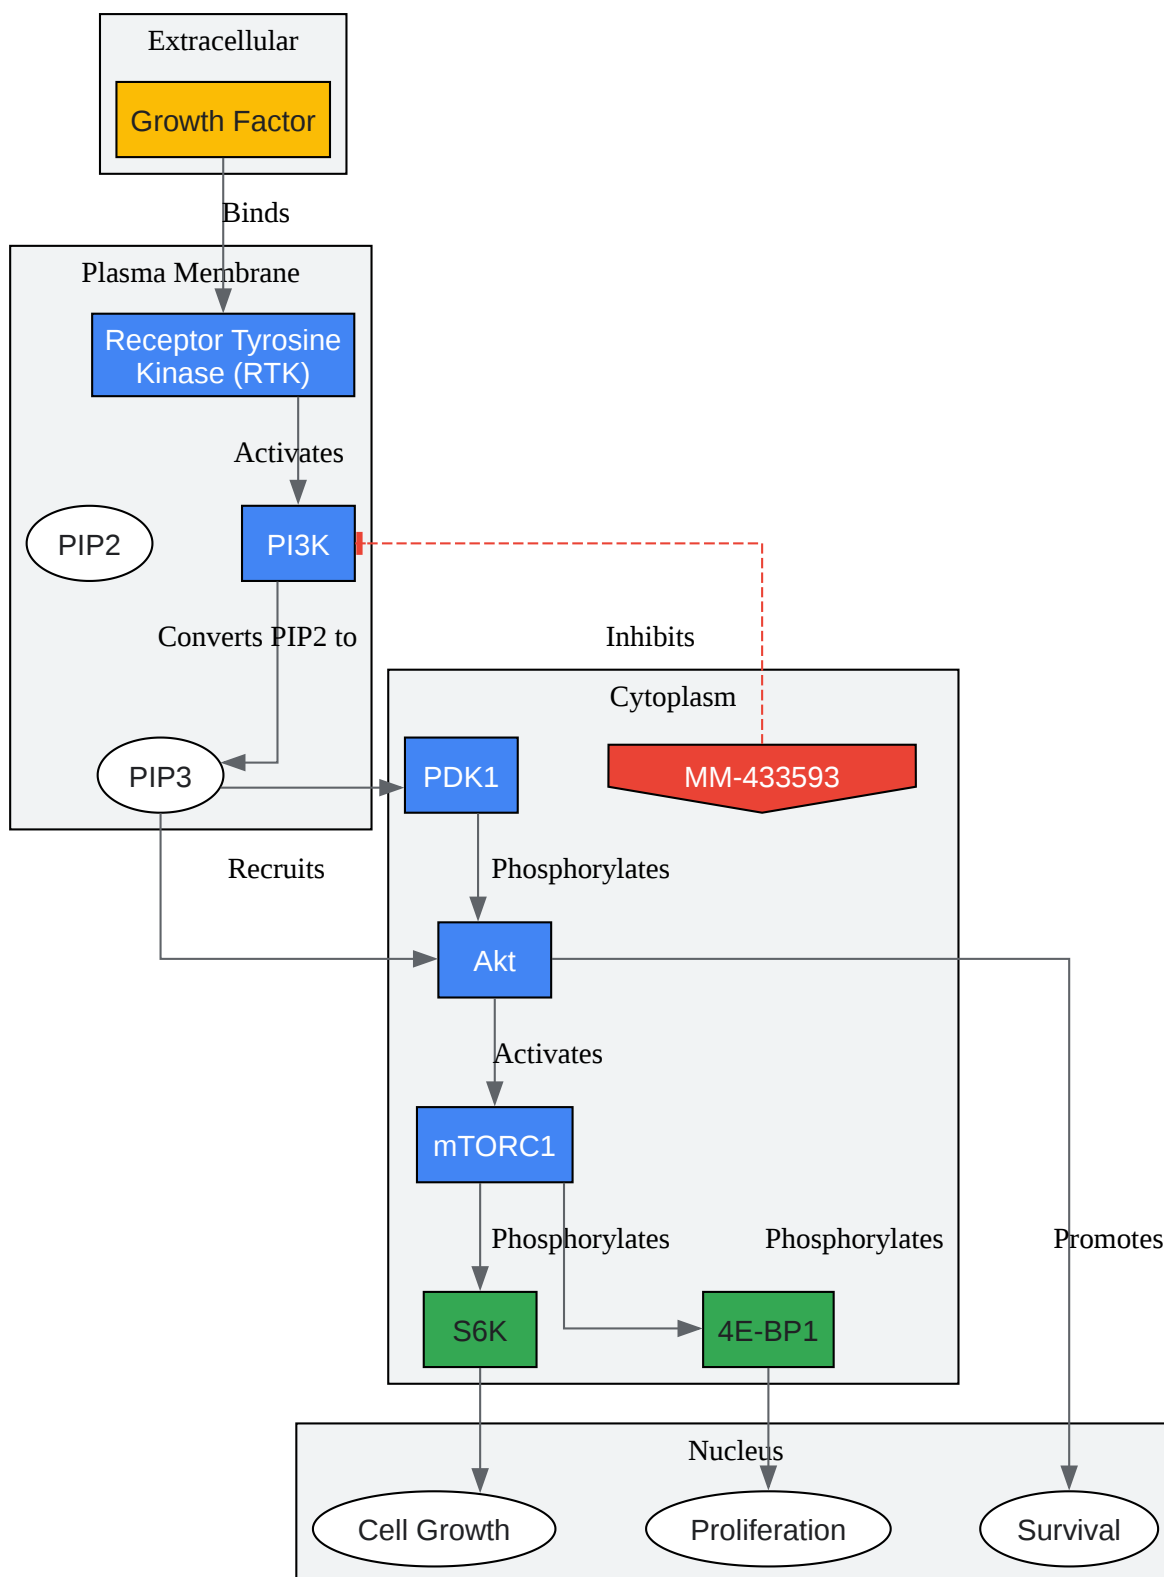 Extracellular
Growth Factor
Binds
Plasma Membrane
Receptor Tyrosine
Kinase (RTK)
Activates
PIP2
PI3K
Converts PIP2 to
Inhibits
Cytoplasm
PIP3
PDK1
MM-433593
Recruits
Phosphorylates
Akt
Activates
mTORC1
Phosphorylates
Phosphorylates
Promotes
S6K
4E-BP1
Nucleus
Cell Growth
Proliferation
Survival